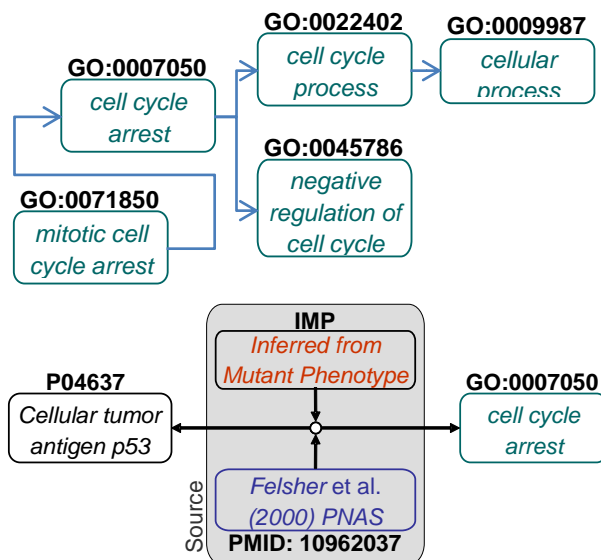 GO:0022402
GO:0009987
GO:0007050
cell cycle
process
cellular
process
cell cycle
arrest
GO:0045786
GO:0071850
negative
regulation of
cell cycle
mitotic cell
cycle arrest
IMP
Inferred from
Mutant Phenotype
P04637
GO:0007050
Cellular tumor
antigen p53
cell cycle
arrest
Source
Felsher et al.
(2000) PNAS
PMID: 10962037